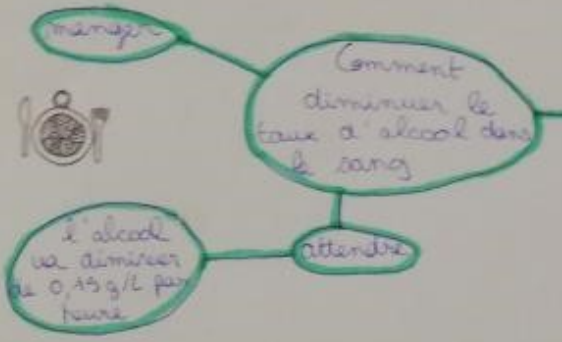 manger
Comment
diminuer le
taux d'alcool dans
le sang
attendre
l'alcool
va diminuer
de 0,15 g/L par
heure